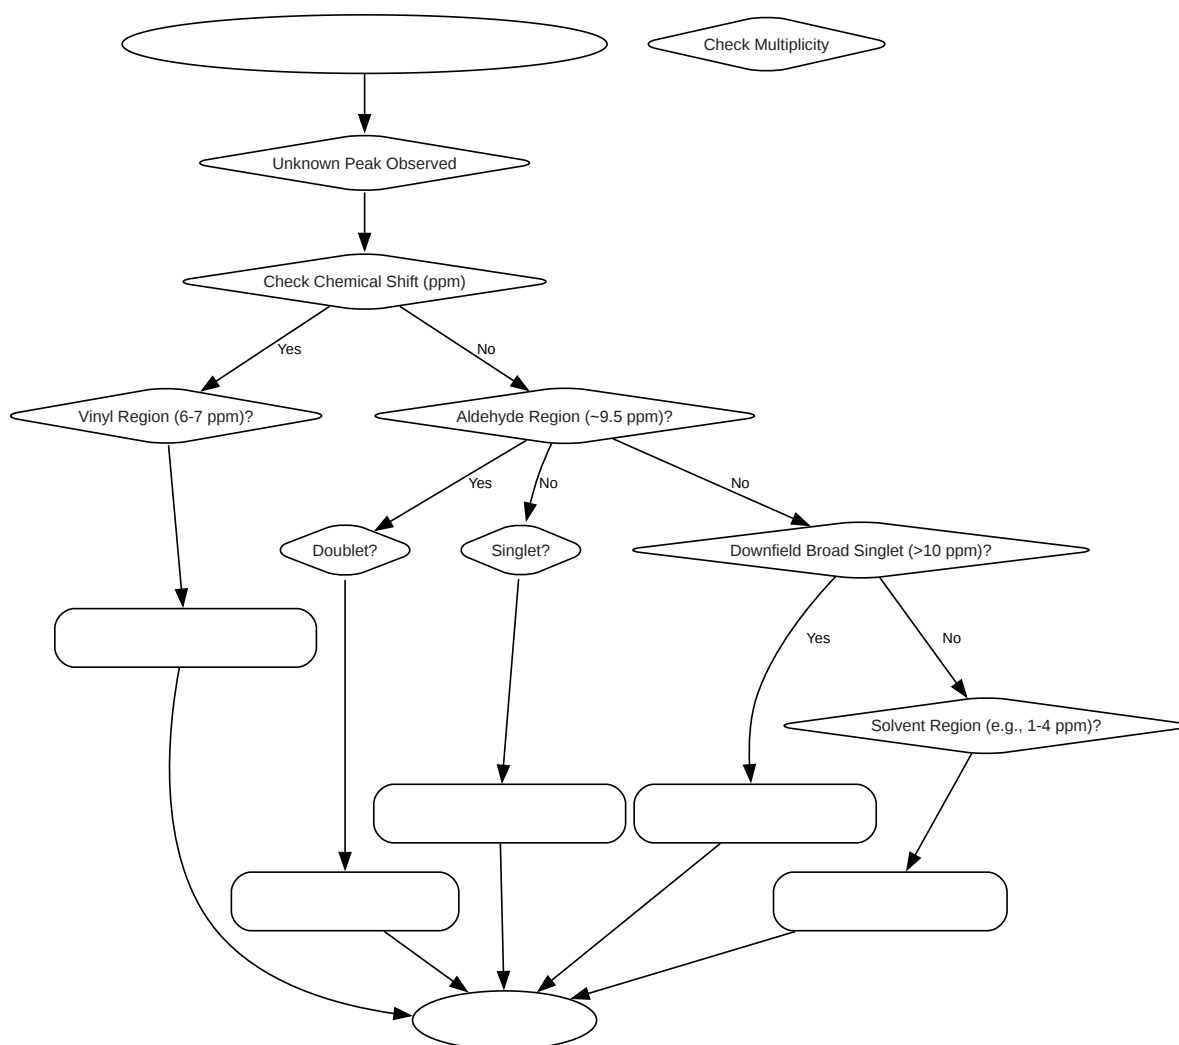 Check Multiplicity
Unknown Peak Observed
Check Chemical Shift (ppm)
Yes
No
Vinyl Region (6-7 ppm)?
Aldehyde Region (~9.5 ppm)?
Yes
No
No
Doublet?
Singlet?
Downfield Broad Singlet (>10 ppm)?
Yes
No
Solvent Region (e.g., 1-4 ppm)?